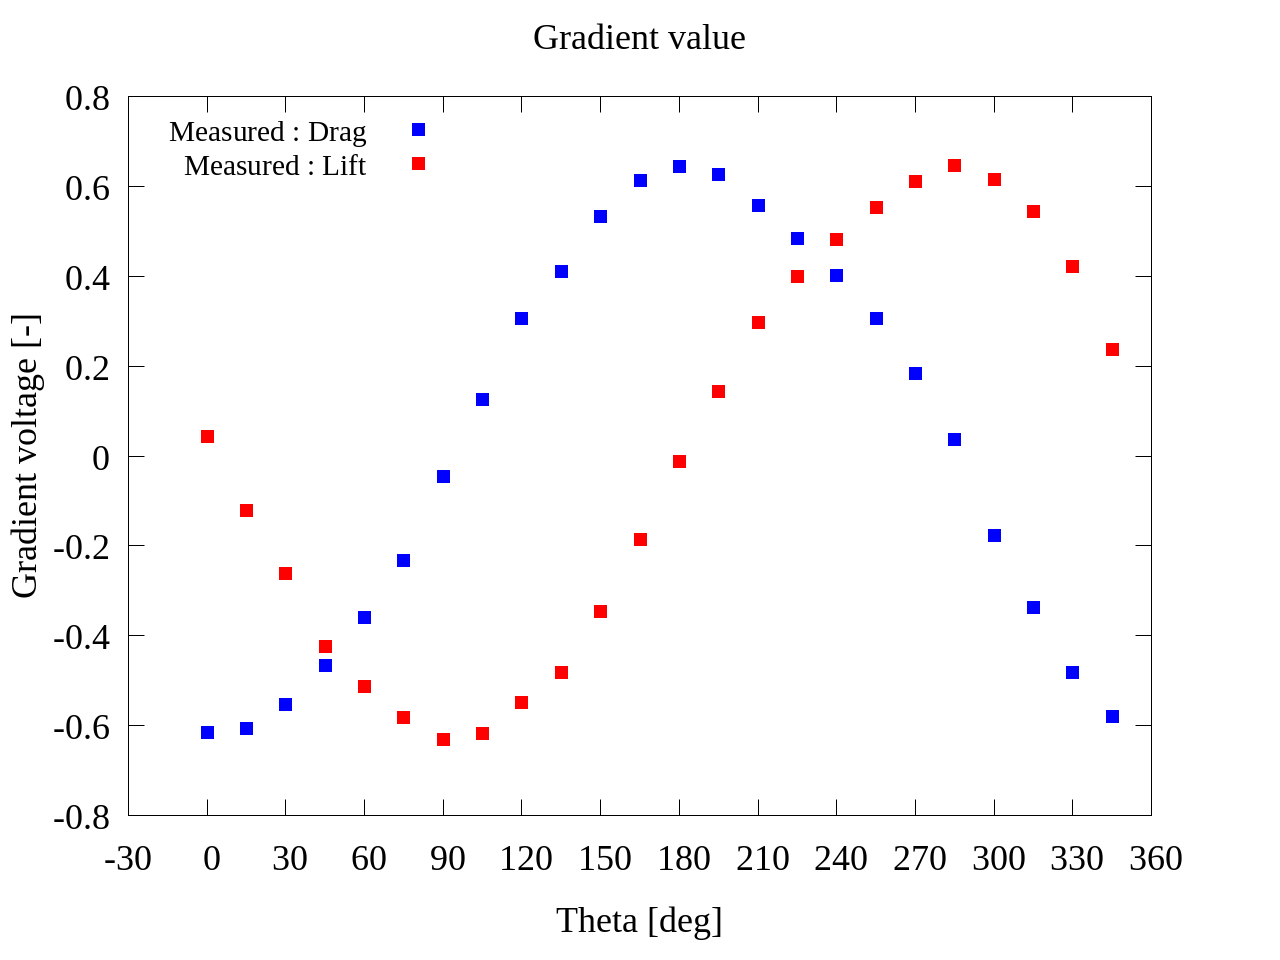 Gradient value
Measured : Drag
Measured : Lift
0.8
0.6
0.4
0.2
0
-0.2
-0.4
-0.6
-0.8
Gradient voltage [-]
-30 0 30 60 90 120 150 180 210 240 270 300 330 360
Theta [deg]